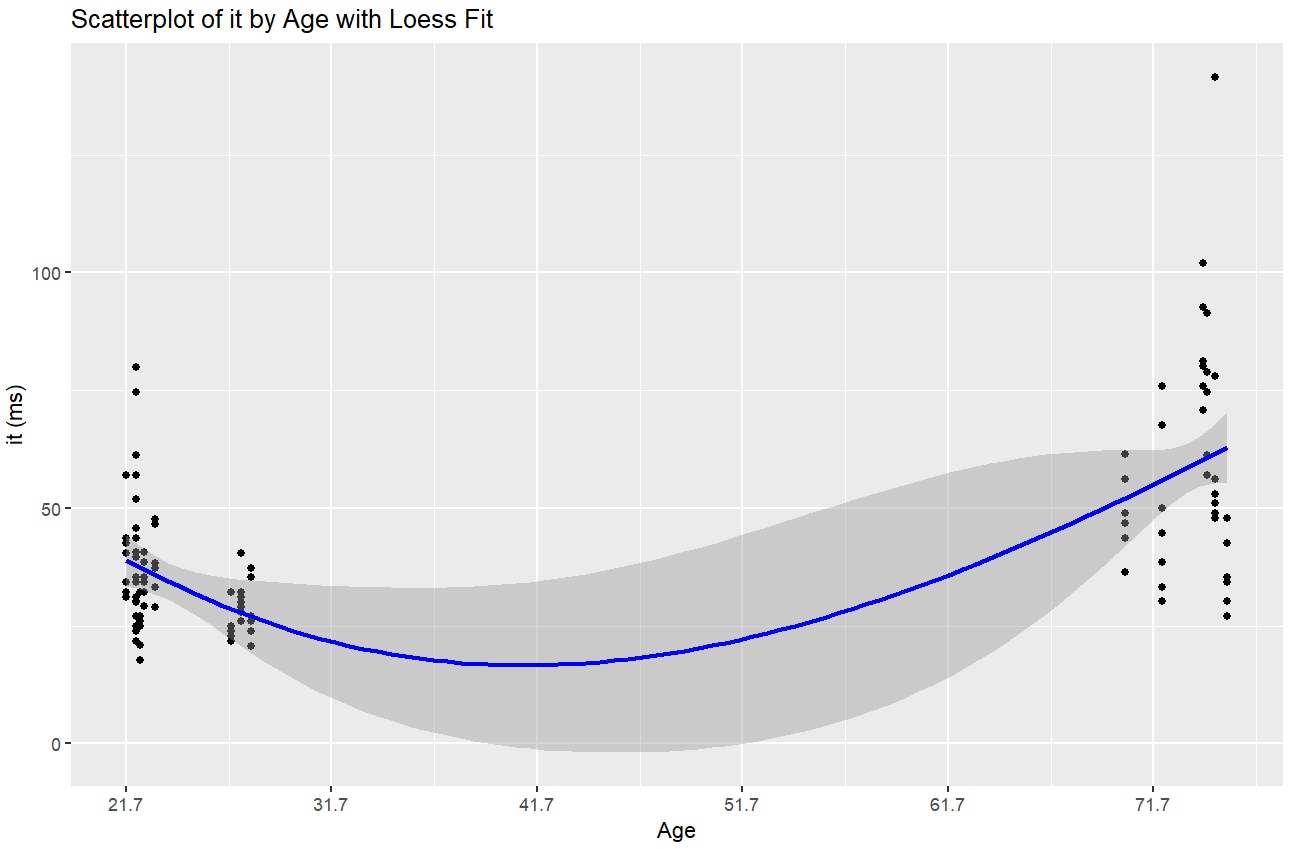 Scatterplot of it by Age with Loess Fit
100
50
0
it (ms)
21.7 31.7 41.7 51.7 61.7 71.7
Age